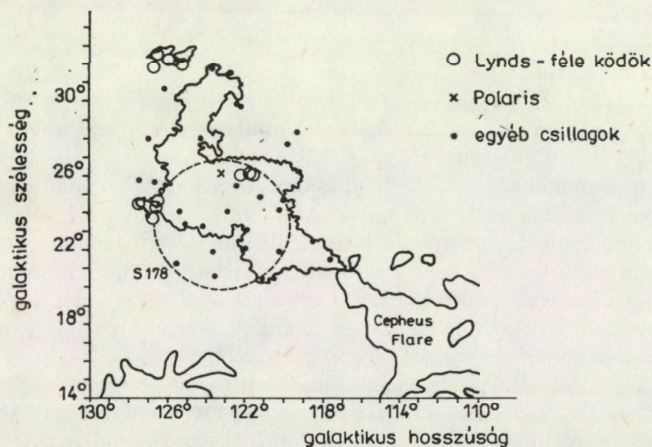 galaktikus szélesség
30°
26°
22°
18°
14°
130°
126°
122°
118°
114°
110°
galaktikus hosszúság
S 178
Cepheus
Flare
Lynds - féle ködök
Polaris
egyéb csillagok